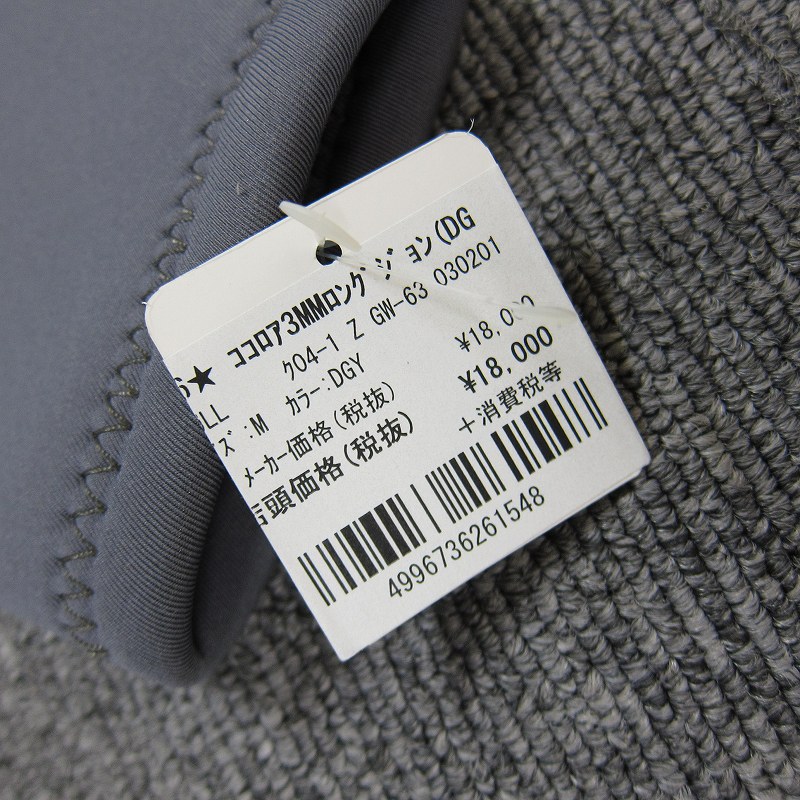 S★ ココロア3MMロングジョン(DG
ALL ｸ04-1 Z GW-63 030201
ズ:M カラー:DGY
メーカー価格(税抜) ¥18,000
店頭価格(税抜) ¥18,000
+消費税等
4996736261548